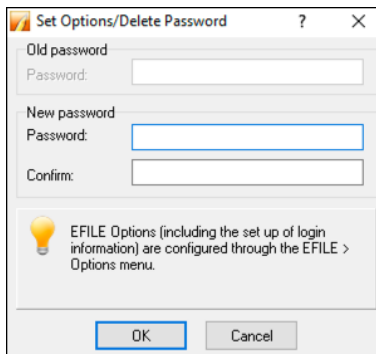 Set Options/Delete Password ?
Old password
Password:
New password
Password:
Confirm:
EFILE Options (including the set up of login
information) are configured through the EFILE >
Options menu.
OK Cancel